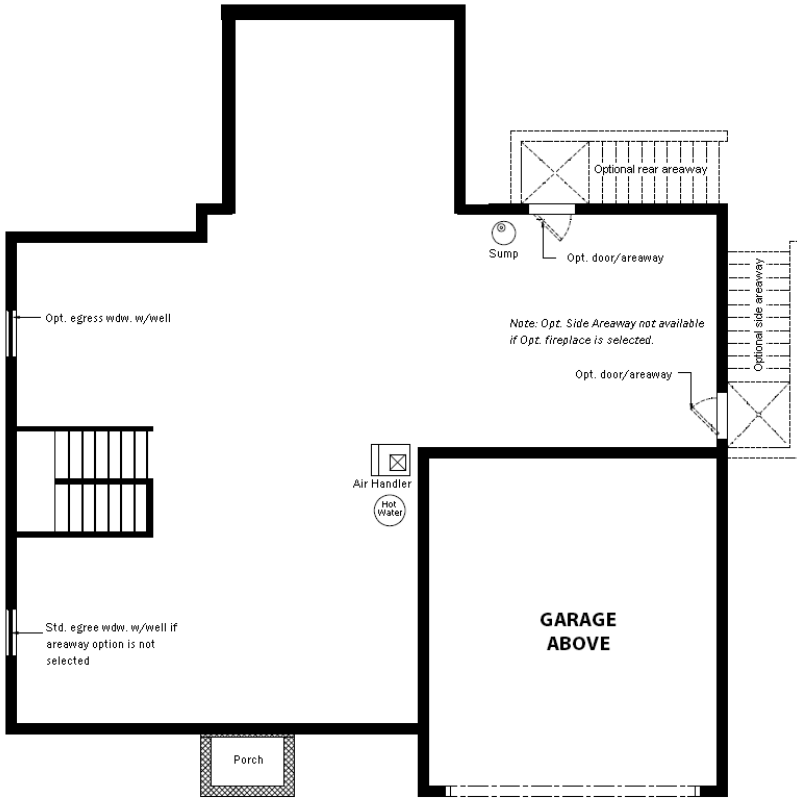 Optional rear areaway
Sump
Opt. door/areaway
Optional side areaway
Opt. egress wdw. w/well
Note: Opt. Side Areaway not available
if Opt. fireplace is selected.
Opt. door/areaway
Air Handler
Hot
Water
GARAGE
ABOVE
Std. egree wdw. w/well if
areaway option is not
selected
Porch